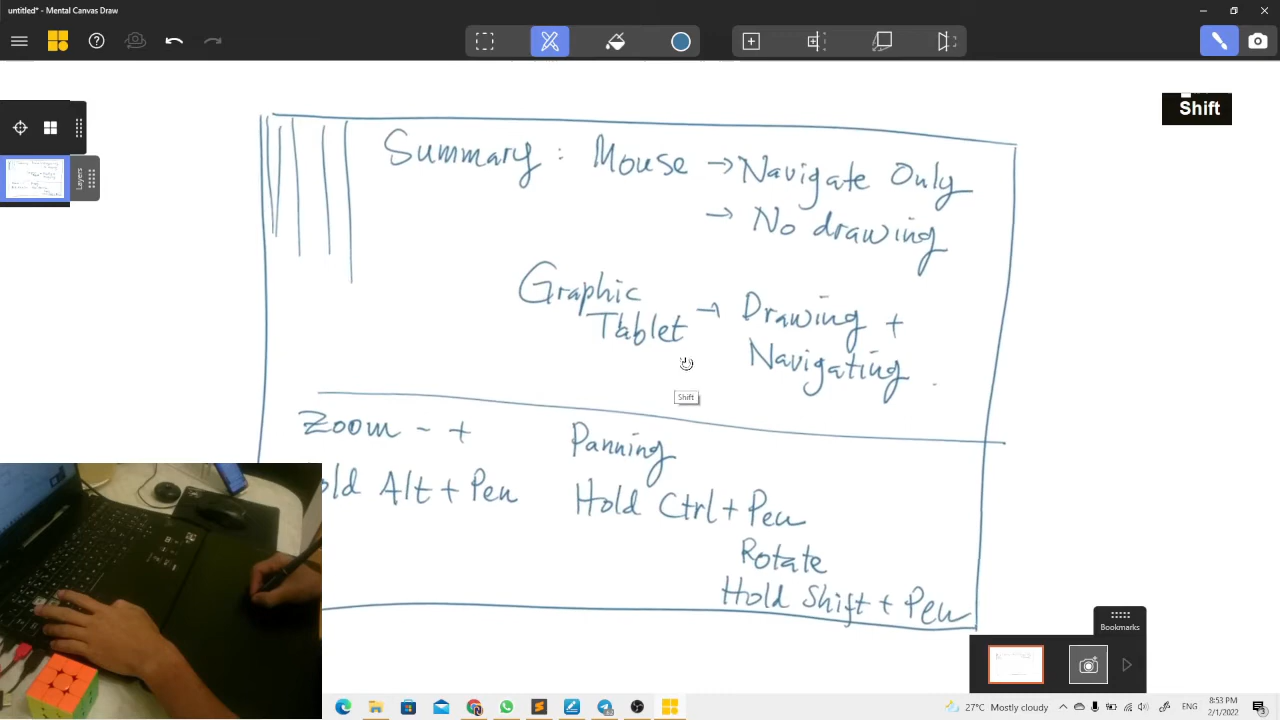 untitled* - Mental Canvas Draw
Shift
Summary : Mouse → Navigate Only
→ No drawing
Graphic
Tablet → Drawing +
Navigating .
Shift
Layers
Zoom - +
Panning
old Alt + Pen
Hold Ctrl + Pen
Rotate
Hold Shift + Pen
Bookmarks
27°C Mostly cloudy
ENG
8:53 PM
2/1/2022